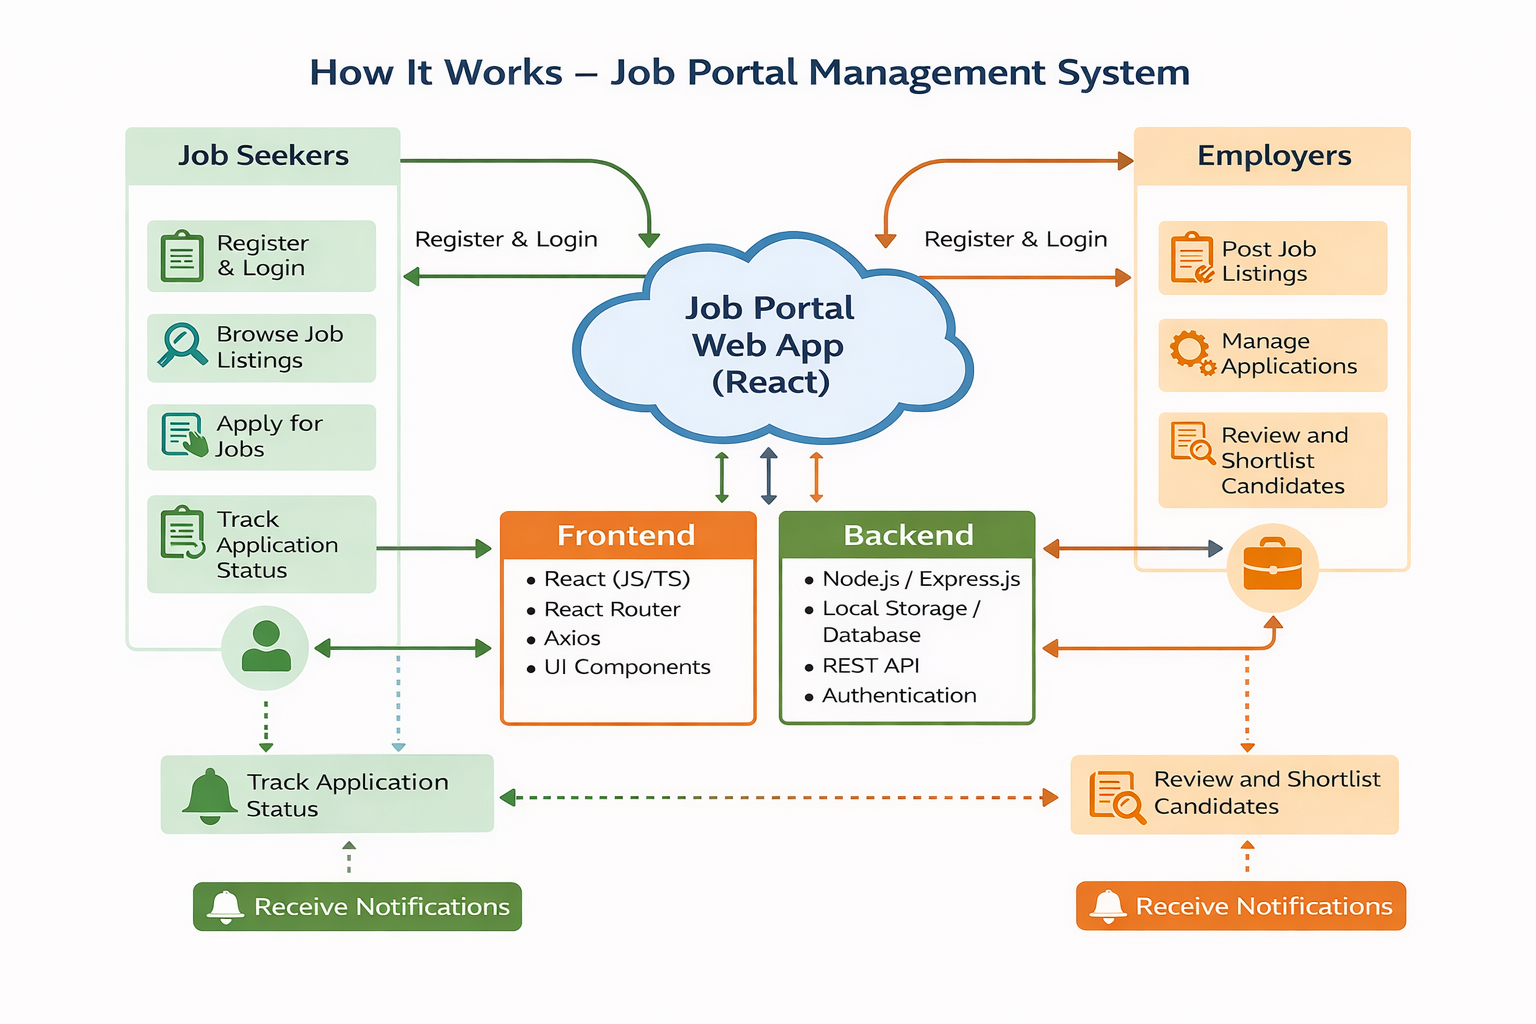 How It Works – Job Portal Management System
Job Seekers
Register
& Login
Browse Job
Listings
Apply for
Jobs
Track
Application
Status
Register & Login
Job Portal
Web App
(React)
Register & Login
Employers
Post Job
Listings
Manage
Applications
Review and
Shortlist
Candidates
Frontend
• React (JS/TS)
• React Router
• Axios
• UI Components
Backend
• Node.js / Express.js
• Local Storage /
Database
• REST API
• Authentication
Track Application
Status
Review and Shortlist
Candidates
Receive Notifications
Receive Notifications